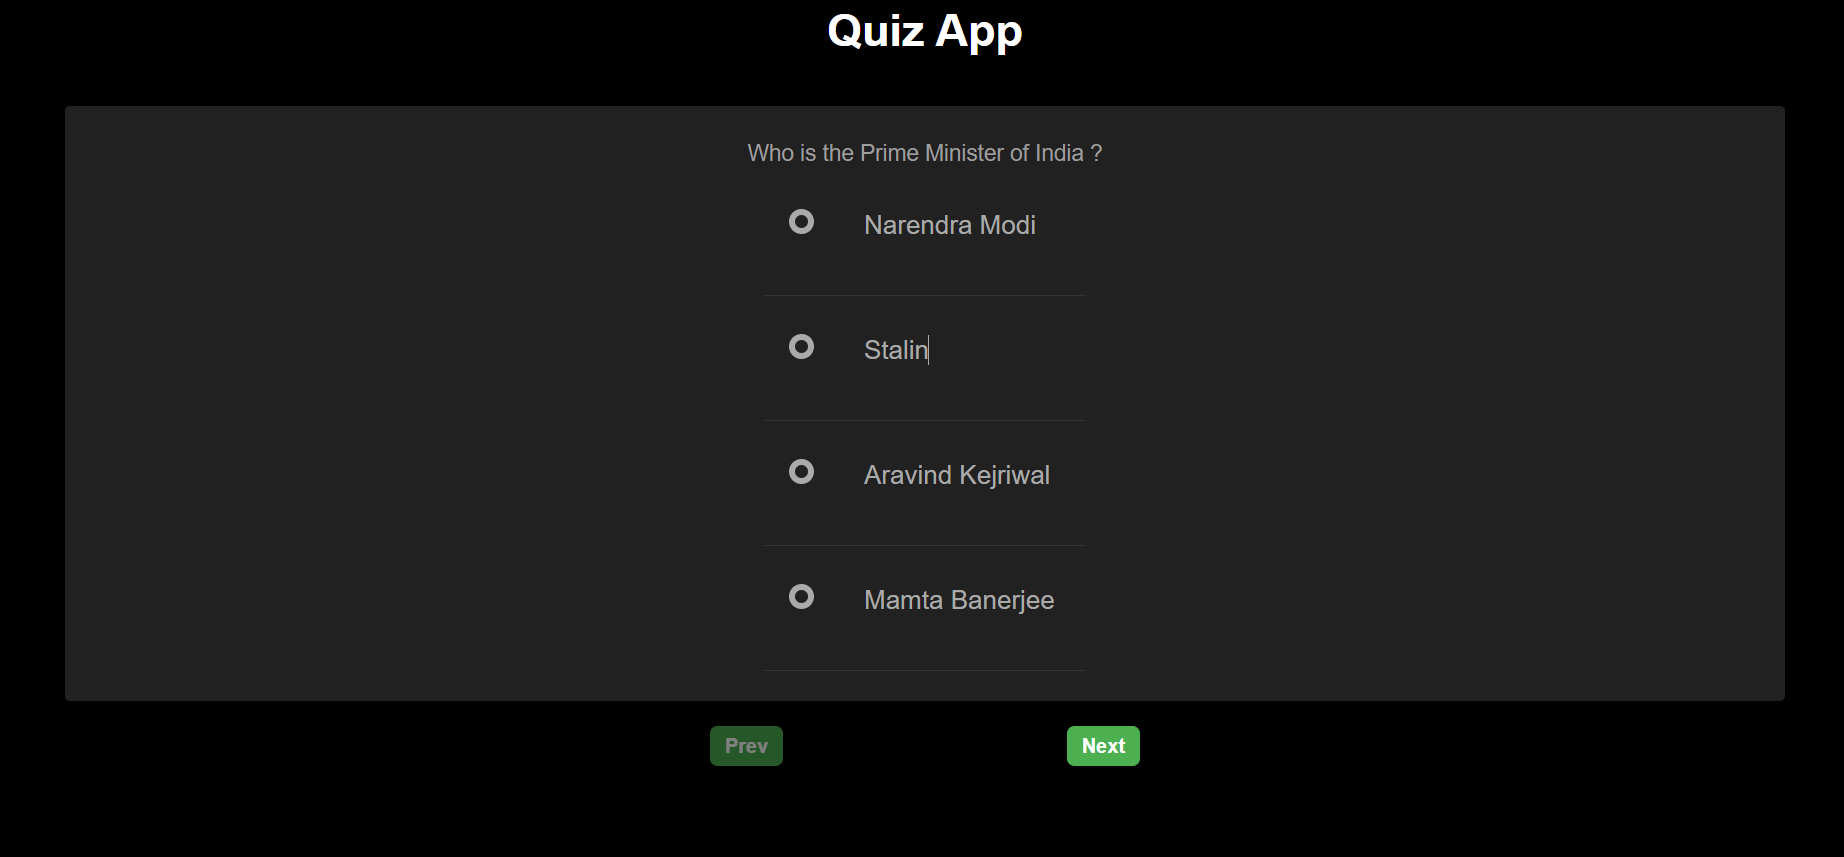 Quiz App
Who is the Prime Minister of India ?
Narendra Modi
Stalin
Aravind Kejriwal
Mamta Banerjee
Prev
Next